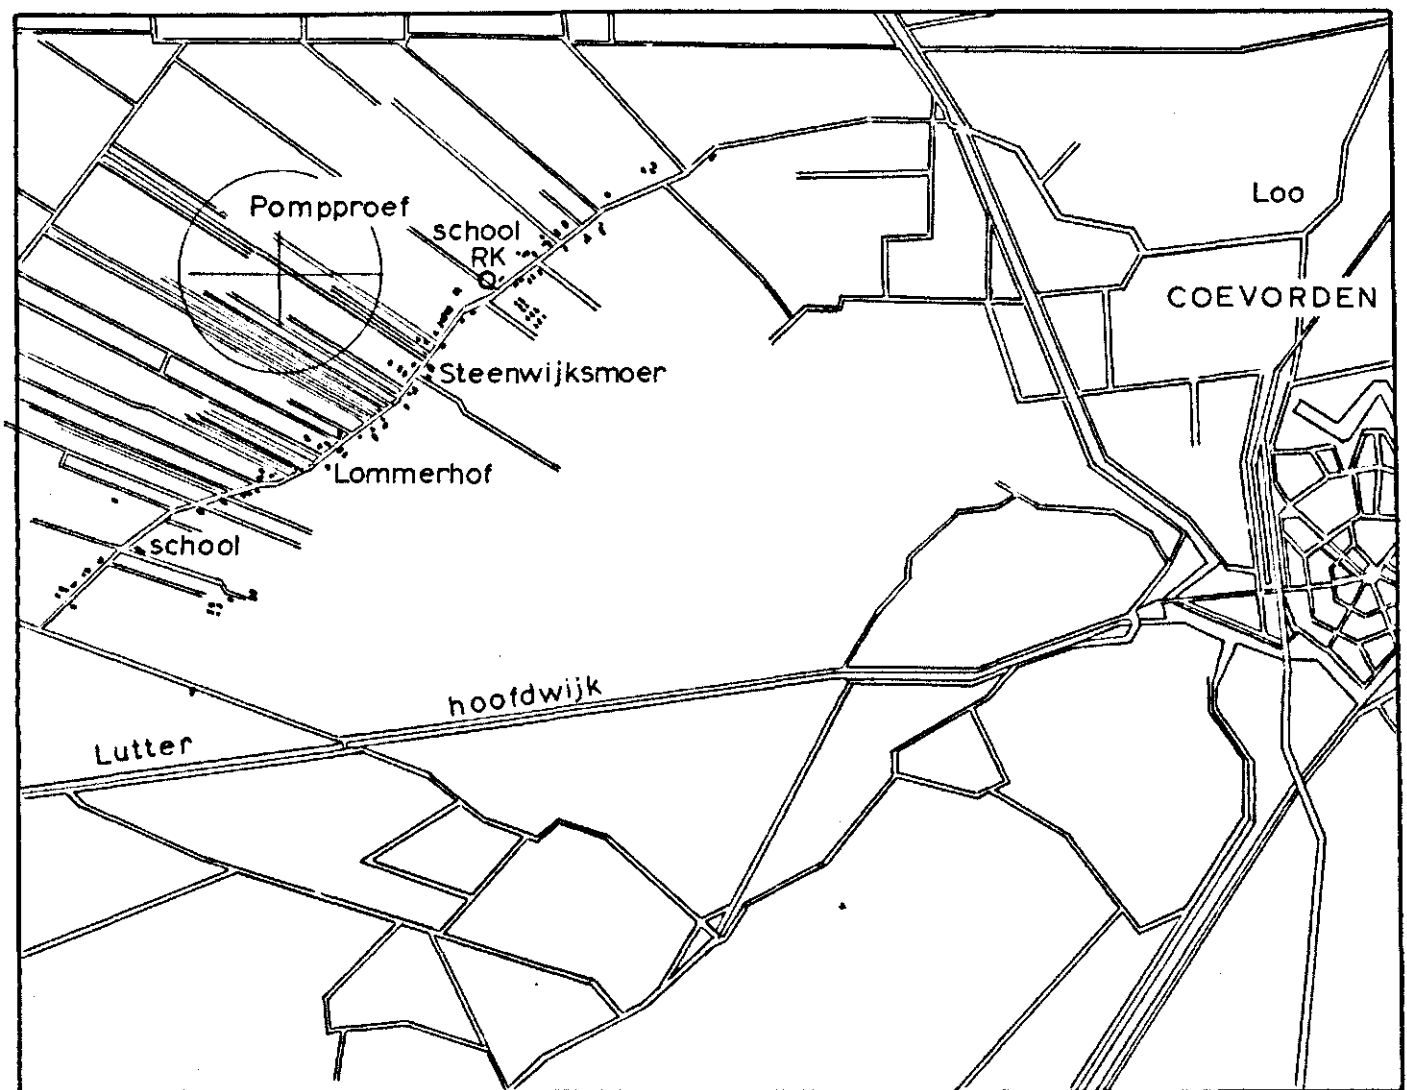 Pompproef
school
RK
Loo
COEVORDEN
Steenwijksmoer
Lommerhof
school
hoofdwijk
Lutter